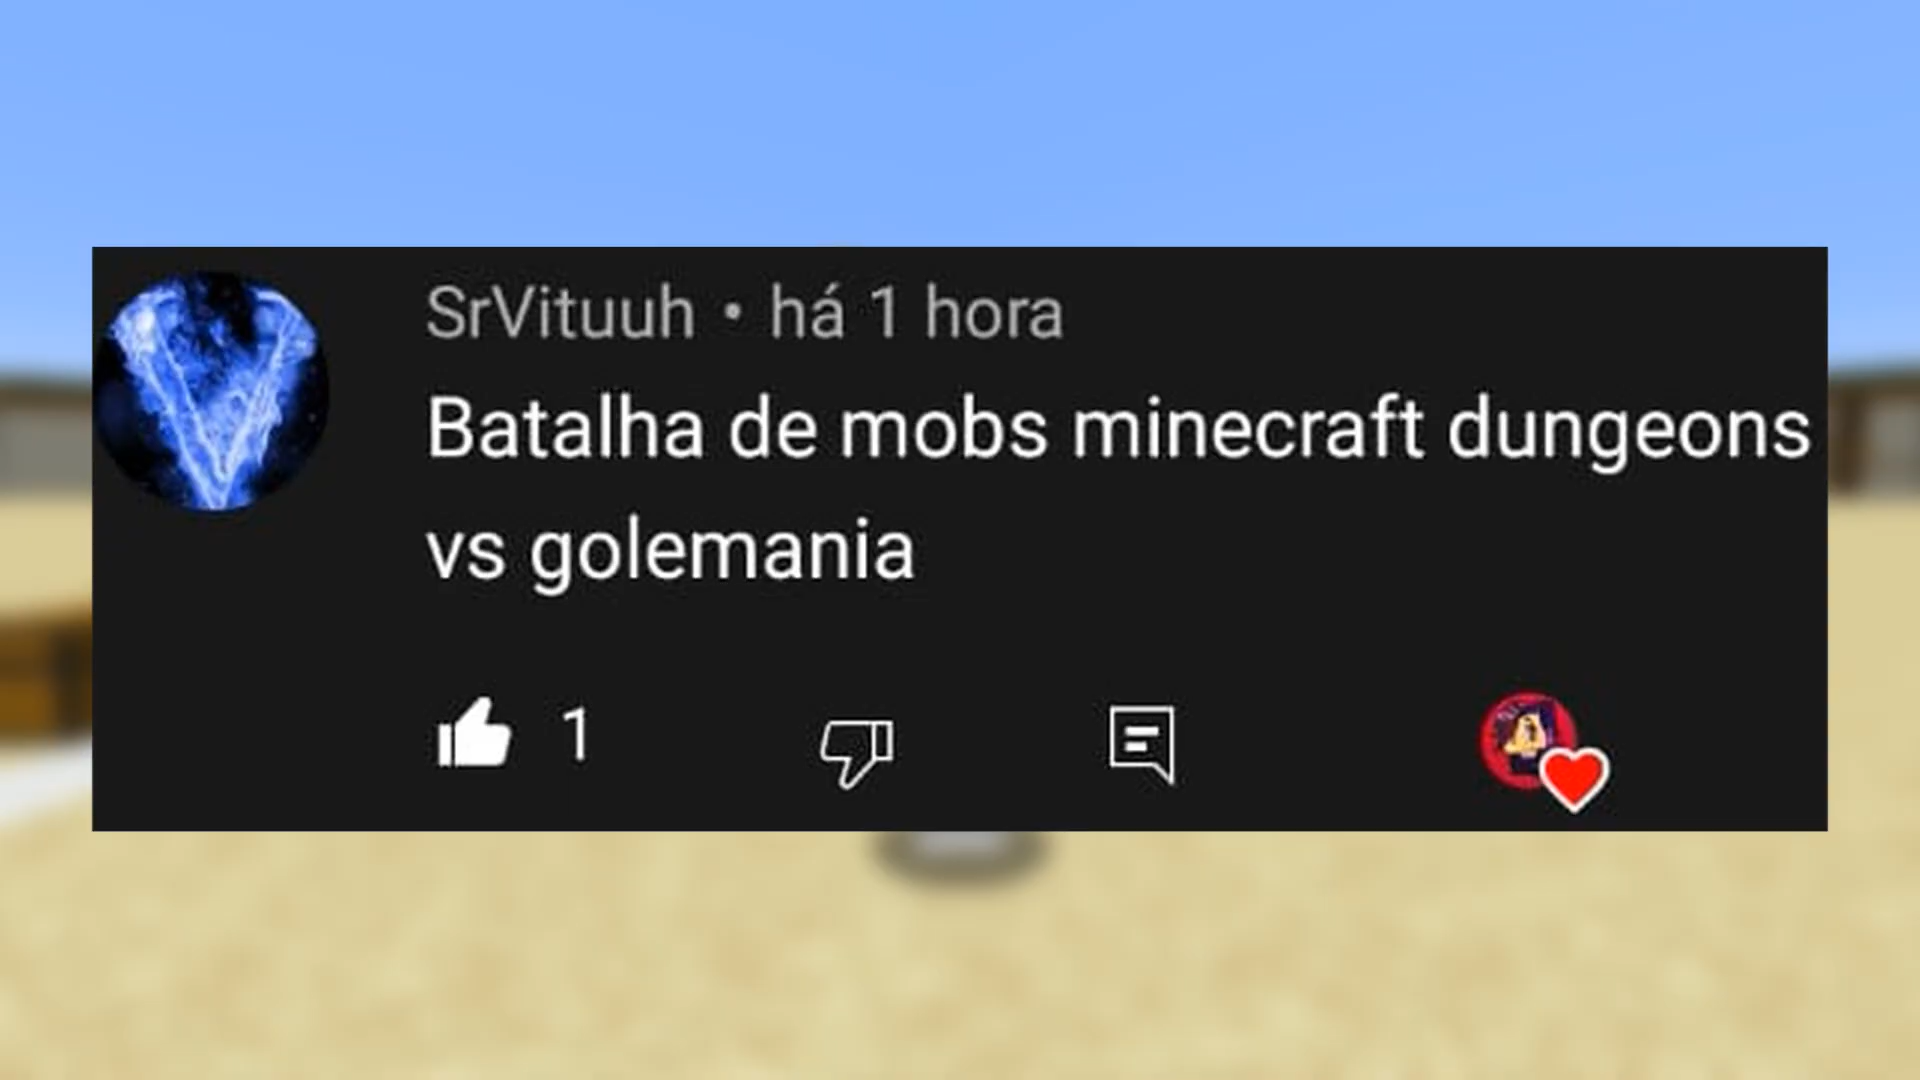 SrVituuh • há 1 hora
Batalha de mobs minecraft dungeons
vs golemania
1